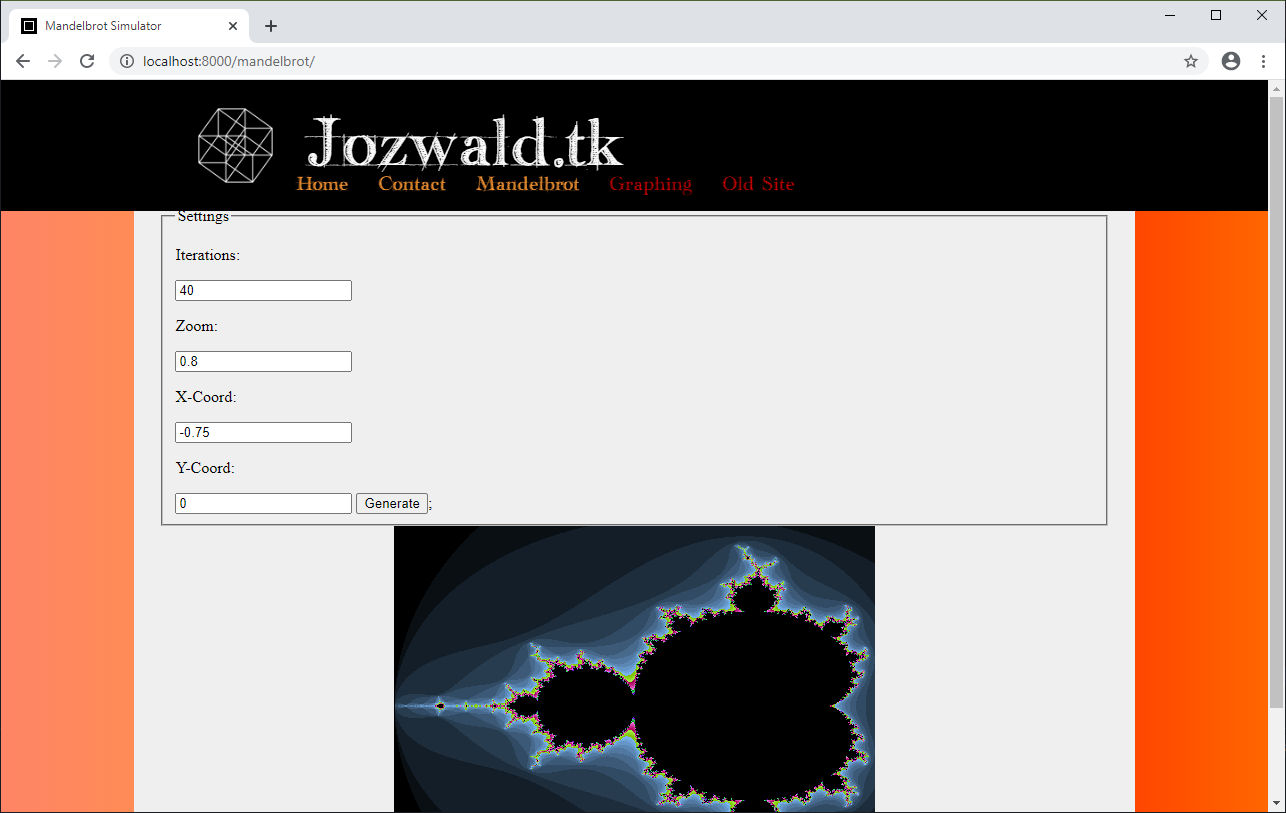 Mandelbrot Simulator
localhost:8000/mandelbrot/
Jozwald.tk
Home Contact Mandelbrot Graphing Old Site
Settings
Iterations:
40
Zoom:
0.8
X-Coord:
-0.75
Y-Coord:
0 Generate;